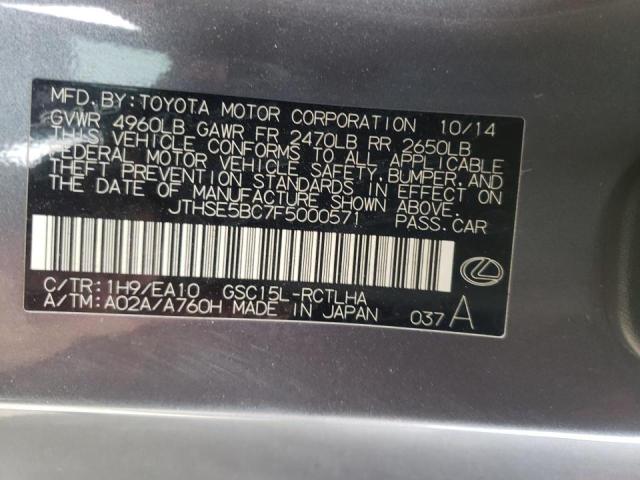 MFD. BY: TOYOTA MOTOR CORPORATION 10/14
GVWR 4960LB GAWR FR 2470LB RR 2650LB
THIS VEHICLE CONFORMS TO ALL APPLICABLE
FEDERAL MOTOR VEHICLE SAFETY, BUMPER, AND
THEFT PREVENTION STANDARDS IN EFFECT ON
THE DATE OF MANUFACTURE SHOWN ABOVE.
JTHSE5BC7F5000571 PASS. CAR
C/TR: 1H9/EA10 GSC15L-RCTLHA
A/TM: A02A/A760H MADE IN JAPAN 037 A